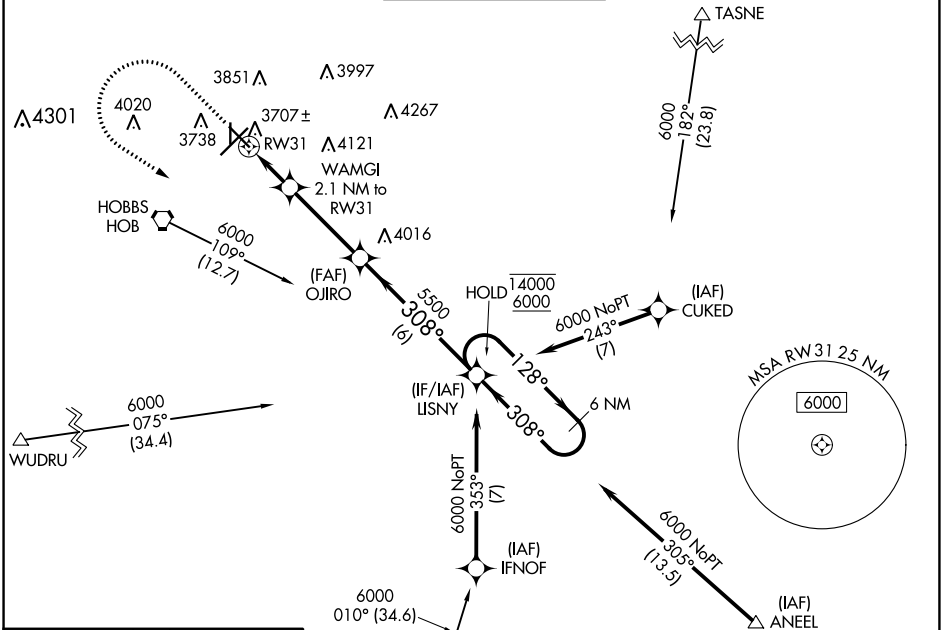 TASNE
6000
182°
(23.8)
3851
3997
4301
4020
3738
3707±
4267
RW31
4121
WAMGI
2.1 NM to
RW31
HOBBS
HOB
6000
109°
(12.7)
4016
(FAF)
OJIRO
5500
308°
(6)
HOLD
14000
6000
6000 NoPT
243°
(7)
(IAF)
CUKED
128°
(IF/IAF)
LISNY
308°
6 NM
MSA RW31 25 NM
6000
6000
075°
(34.4)
WUDRU
6000 NoPT
353°
(7)
(IAF)
IFNOF
6000 NoPT
305°
(13.5)
(IAF)
ANEEL
6000
010° (34.6)